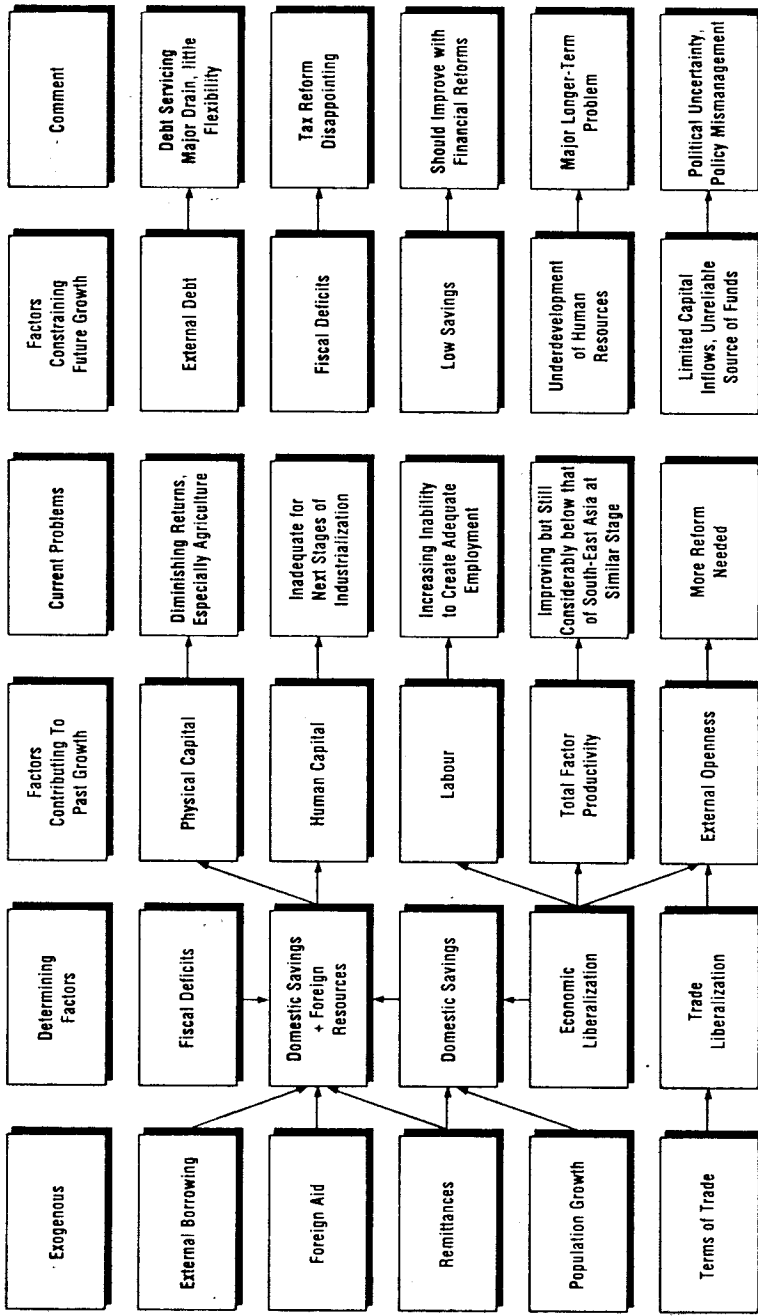 Exogenous
Determining
Factors
Factors
Contributing To
Past Growth
Current Problems
Factors
Constraining
Future Growth
Comment
External Borrowing
Fiscal Deficits
Physical Capital
Diminishing Returns,
Especially Agriculture
External Debt
Debt Servicing
Major Drain, little
Flexibility
Foreign Aid
Domestic Savings
+ Foreign
Resources
Human Capital
Inadequate for
Next Stages of
Industrialization
Fiscal Deficits
Tax Reform
Disappointing
Remittances
Domestic Savings
Labour
Increasing Inability
to Create Adequate
Employment
Low Savings
Should Improve with
Financial Reforms
Population Growth
Economic
Liberalization
Total Factor
Productivity
Improving but Still
Considerably below that
of South-East Asia at
Similar Stage
Underdevelopment
of Human
Resources
Major Longer-Term
Problem
Terms of Trade
Trade
Liberalization
External Openness
More Reform
Needed
Limited Capital
Inflows, Unreliable
Source of Funds
Political Uncertainty,
Policy Mismanagement